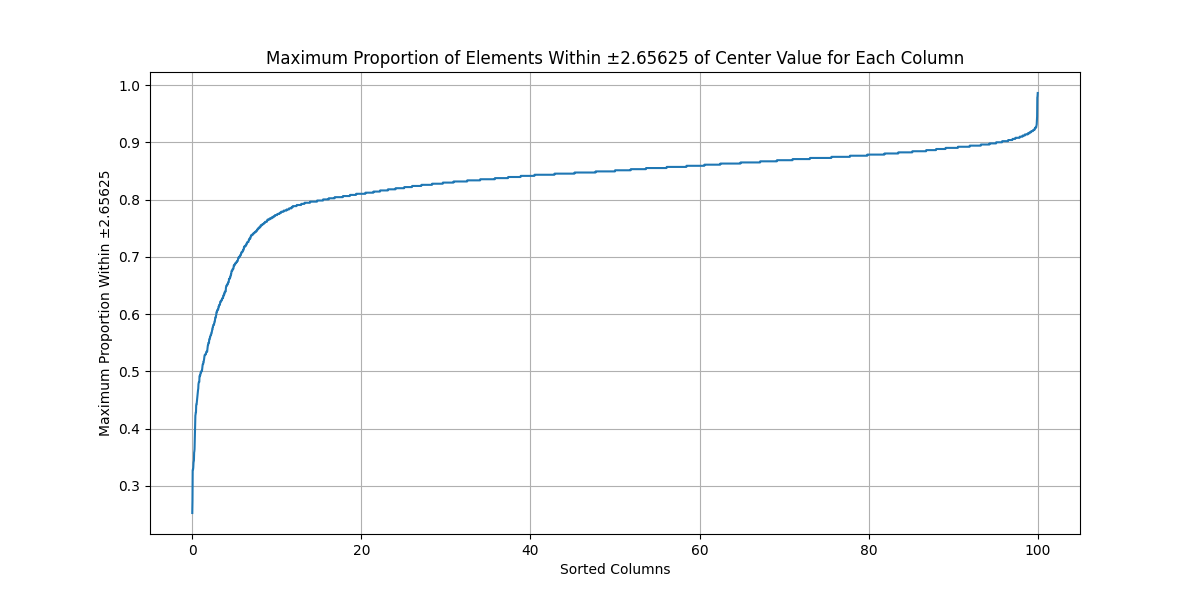 Maximum Proportion of Elements Within ±2.65625 of Center Value for Each Column
Maximum Proportion Within ±2.65625
1.0
0.9
0.8
0.7
0.6
0.5
0.4
0.3
0 20 40 60 80 100
Sorted Columns